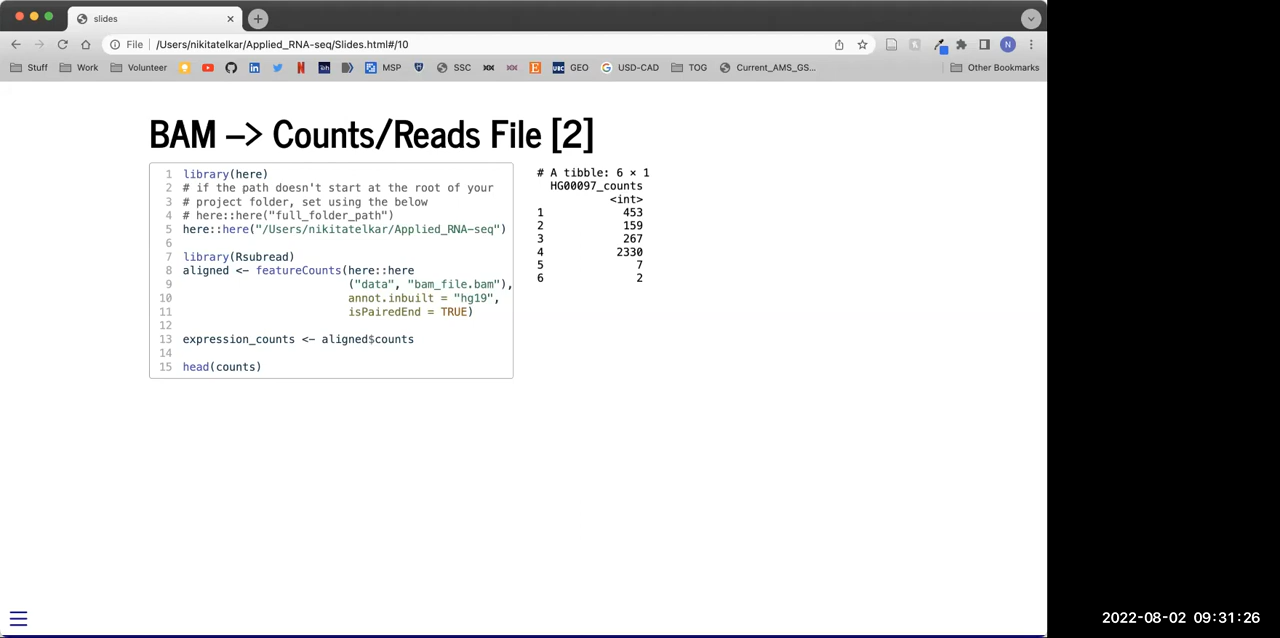 slides
File /Users/nikitatelkar/Applied_RNA-seq/Slides.html#/10
N
Stuff Work Volunteer MSP SSC GEO USD-CAD TOG Current_AMS_GS... Other Bookmarks
BAM –> Counts/Reads File [2]
1 library(here)
2 # if the path doesn't start at the root of your
3 # project folder, set using the below
4 # here::here("full_folder_path")
5 here::here("/Users/nikitatelkar/Applied_RNA-seq")
6
7 library(Rsubread)
8 aligned <- featureCounts(here::here
9 ("data", "bam_file.bam"),
10 annot.inbuilt = "hg19",
11 isPairedEnd = TRUE)
12
13 expression_counts <- aligned$counts
14
15 head(counts)
# A tibble: 6 × 1
HG00097_counts
<int>
1 453
2 159
3 267
4 2330
5 7
6 2
2022-08-02 09:31:26